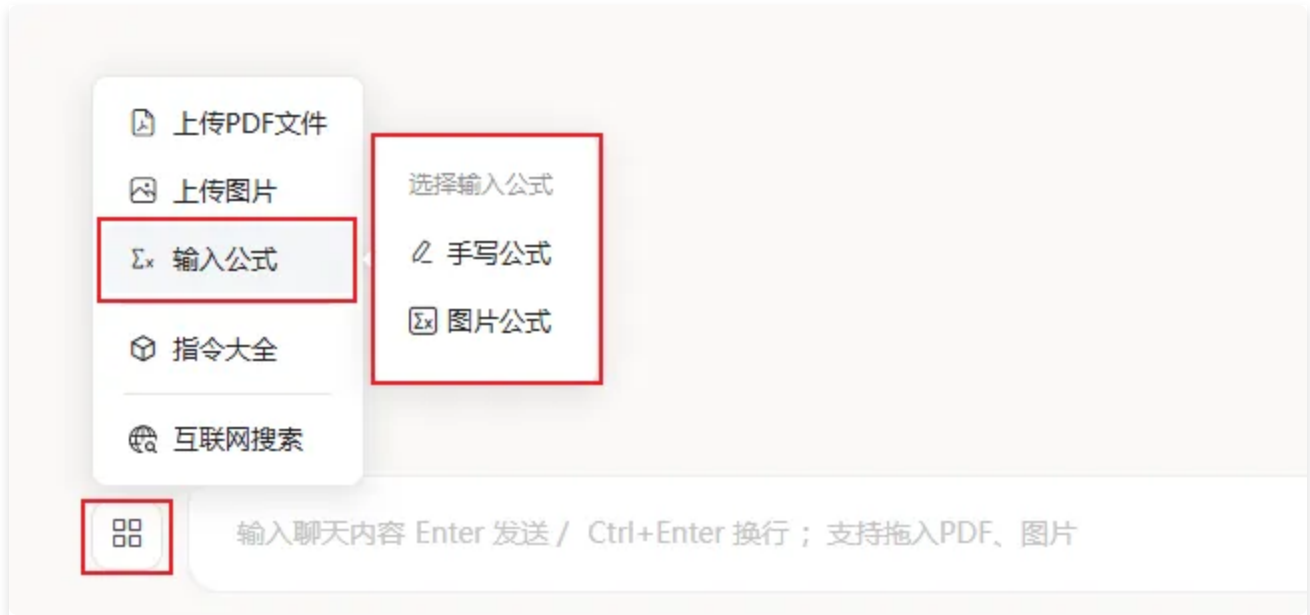 上传PDF文件
上传图片
输入公式
指令大全
互联网搜索
选择输入公式
手写公式
图片公式
输入聊天内容 Enter 发送 / Ctrl+Enter 换行 ；支持拖入PDF、图片